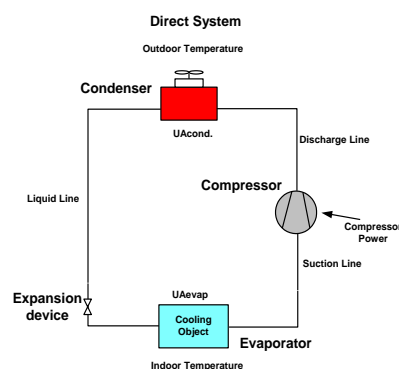 Direct System
Outdoor Temperature
Condenser
UAcond.
Discharge Line
Compressor
Liquid Line
Compressor
Power
Suction Line
Expansion
device
UAevap
Cooling
Object
Evaporator
Indoor Temperature